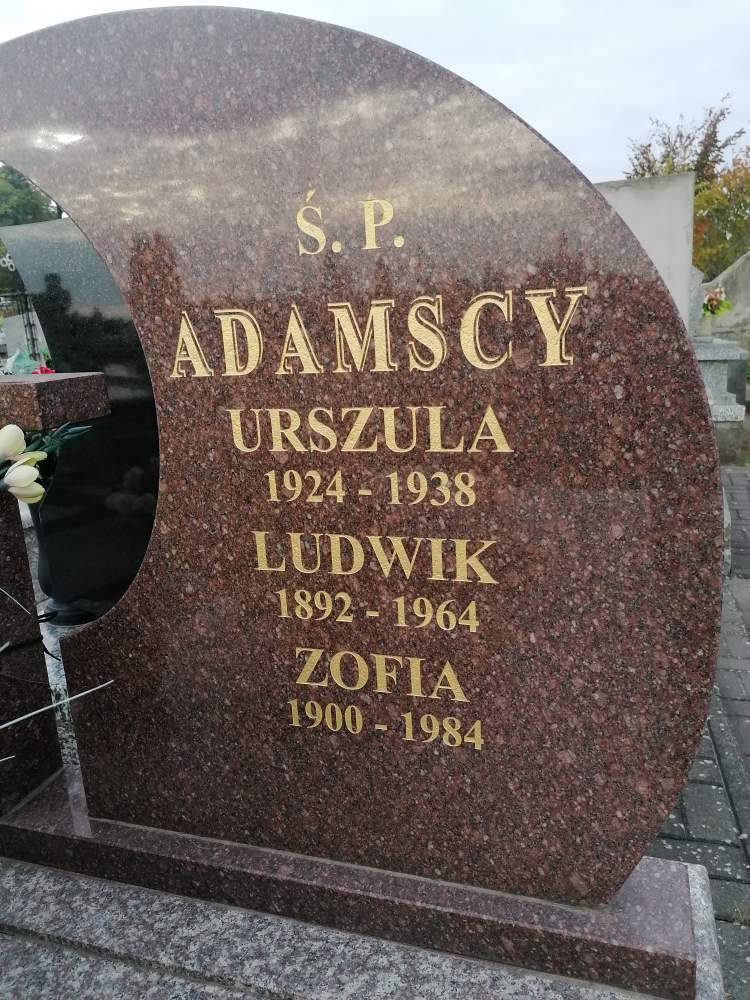 Ś. P.
ADAMSCY
URSZULA
1924 - 1938
LUDWIK
1892 - 1964
ZOFIA
1900 - 1984